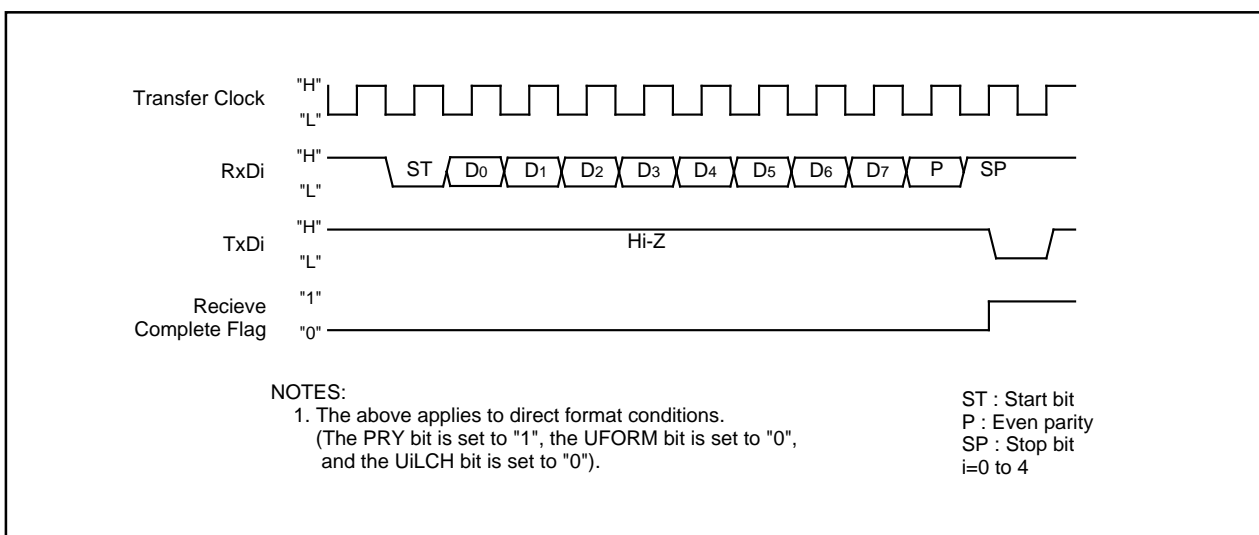 Transfer Clock "H"
"L"
RxDi "H"
"L"
ST D0 D1 D2 D3 D4 D5 D6 D7 P SP
TxDi "H"
"L"
Hi-Z
Recieve
Complete Flag
"1"
"0"
NOTES:
1. The above applies to direct format conditions.
(The PRY bit is set to "1", the UFORM bit is set to "0",
and the UiLCH bit is set to "0").
ST : Start bit
P : Even parity
SP : Stop bit
i=0 to 4